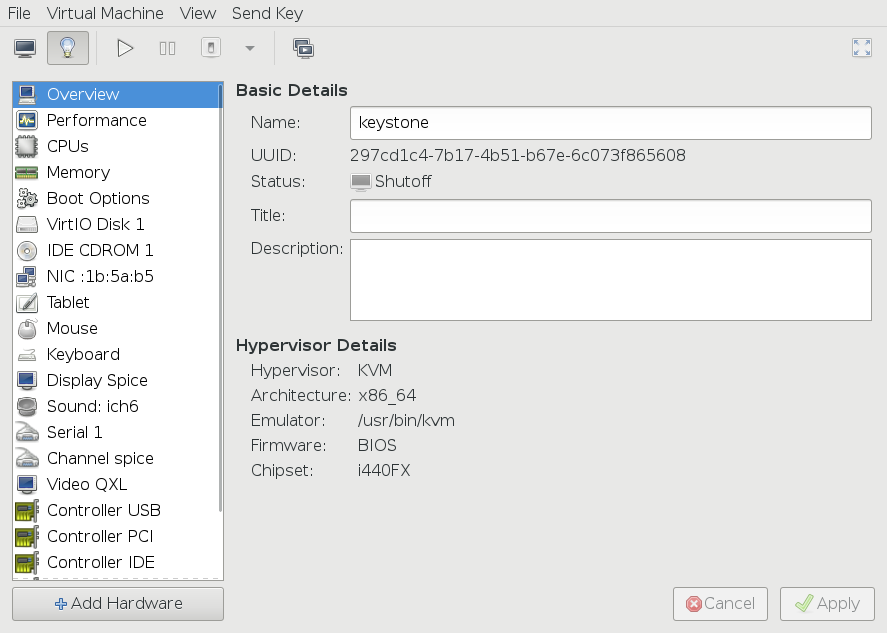 File Virtual Machine View Send Key
Overview
Performance
CPUs
Memory
Boot Options
VirtIO Disk 1
IDE CDROM 1
NIC :1b:5a:b5
Tablet
Mouse
Keyboard
Display Spice
Sound: ich6
Serial 1
Channel spice
Video QXL
Controller USB
Controller PCI
Controller IDE
Add Hardware
Basic Details
Name: keystone
UUID: 297cd1c4-7b17-4b51-b67e-6c073f865608
Status: Shutoff
Title:
Description:
Hypervisor Details
Hypervisor: KVM
Architecture: x86_64
Emulator: /usr/bin/kvm
Firmware: BIOS
Chipset: i440FX
Cancel Apply